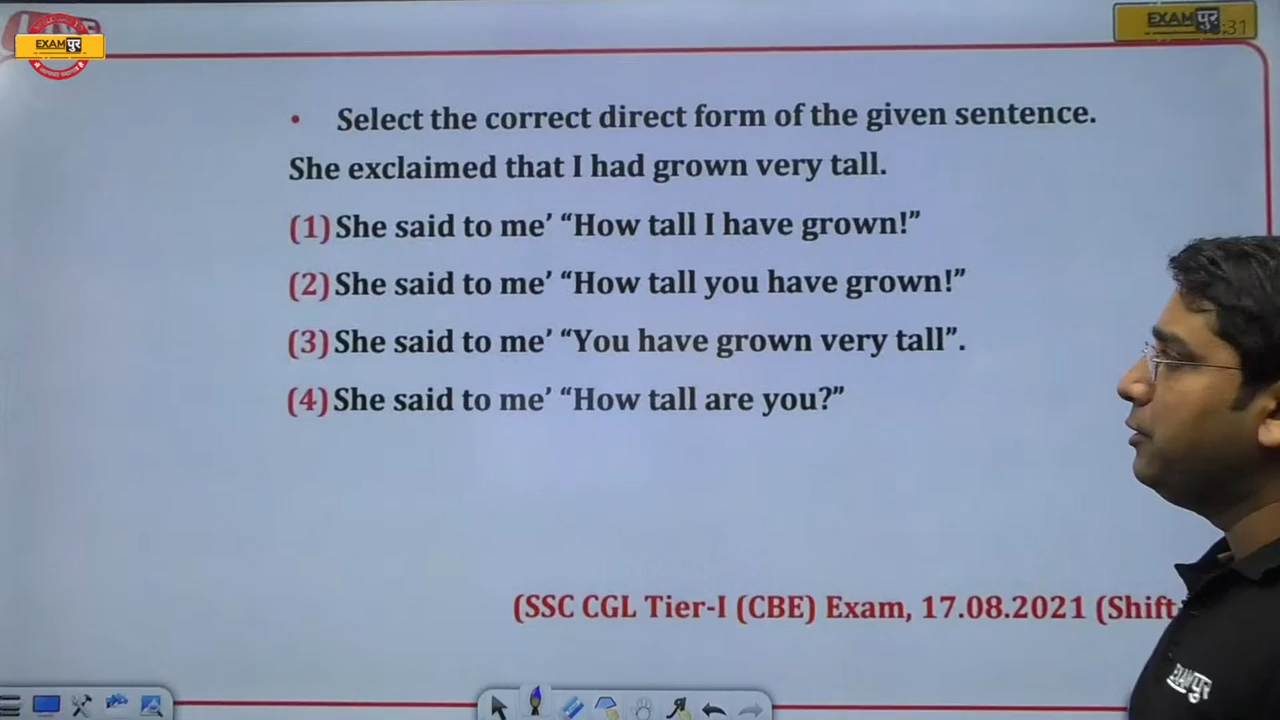 EXAMपुर
EXAMपुर
:31
• Select the correct direct form of the given sentence.
She exclaimed that I had grown very tall.
(1) She said to me’ “How tall I have grown!”
(2) She said to me’ “How tall you have grown!”
(3) She said to me’ “You have grown very tall”.
(4) She said to me’ “How tall are you?”
(SSC CGL Tier-I (CBE) Exam, 17.08.2021 (Shift
EXAMपुर